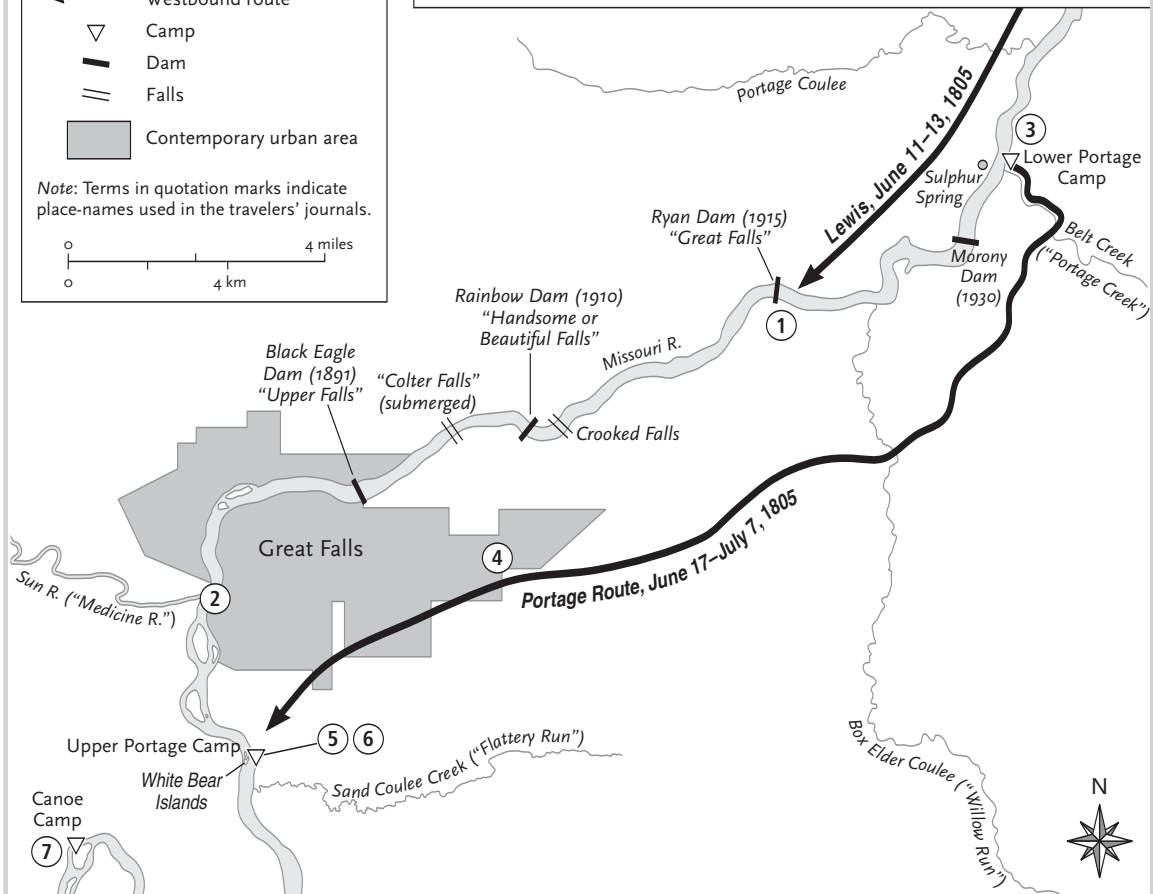 Westbound route
Camp
Dam
Falls
Contemporary urban area
Note: Terms in quotation marks indicate
place-names used in the travelers’ journals.
0
4 miles
0
4 km
Portage Coulee
Lewis, June 11–13, 1805
3
Lower Portage
Camp
Sulphur
Spring
Ryan Dam (1915)
“Great Falls”
Belt Creek
(“Portage Creek”)
Morony
Dam
(1930)
1
Rainbow Dam (1910)
“Handsome or
Beautiful Falls”
Missouri R.
Black Eagle
Dam (1891)
“Upper Falls”
“Colter Falls”
(submerged)
Crooked Falls
Great Falls
4
Portage Route, June 17–July 7, 1805
Sun R. (“Medicine R.”)
2
Upper Portage Camp
5 6
White Bear
Islands
Sand Coulee Creek (“Flattery Run”)
Box Elder Coulee (“Willow Run”)
Canoe
Camp
7
N